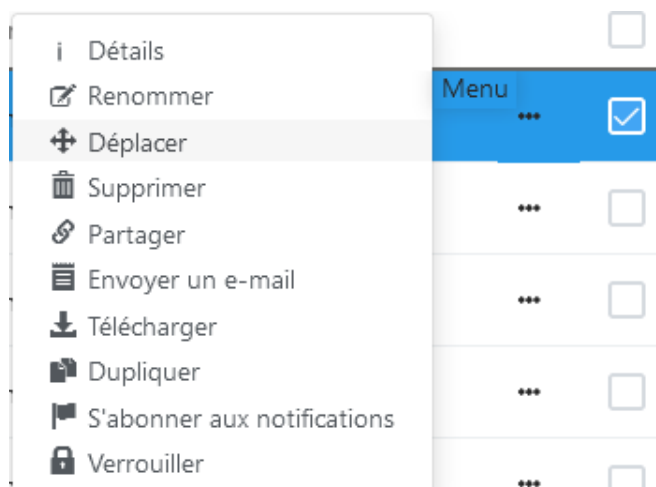 Détails
Renommer
Menu
Déplacer
Supprimer
Partager
Envoyer un e-mail
Télécharger
Dupliquer
S'abonner aux notifications
Verrouiller